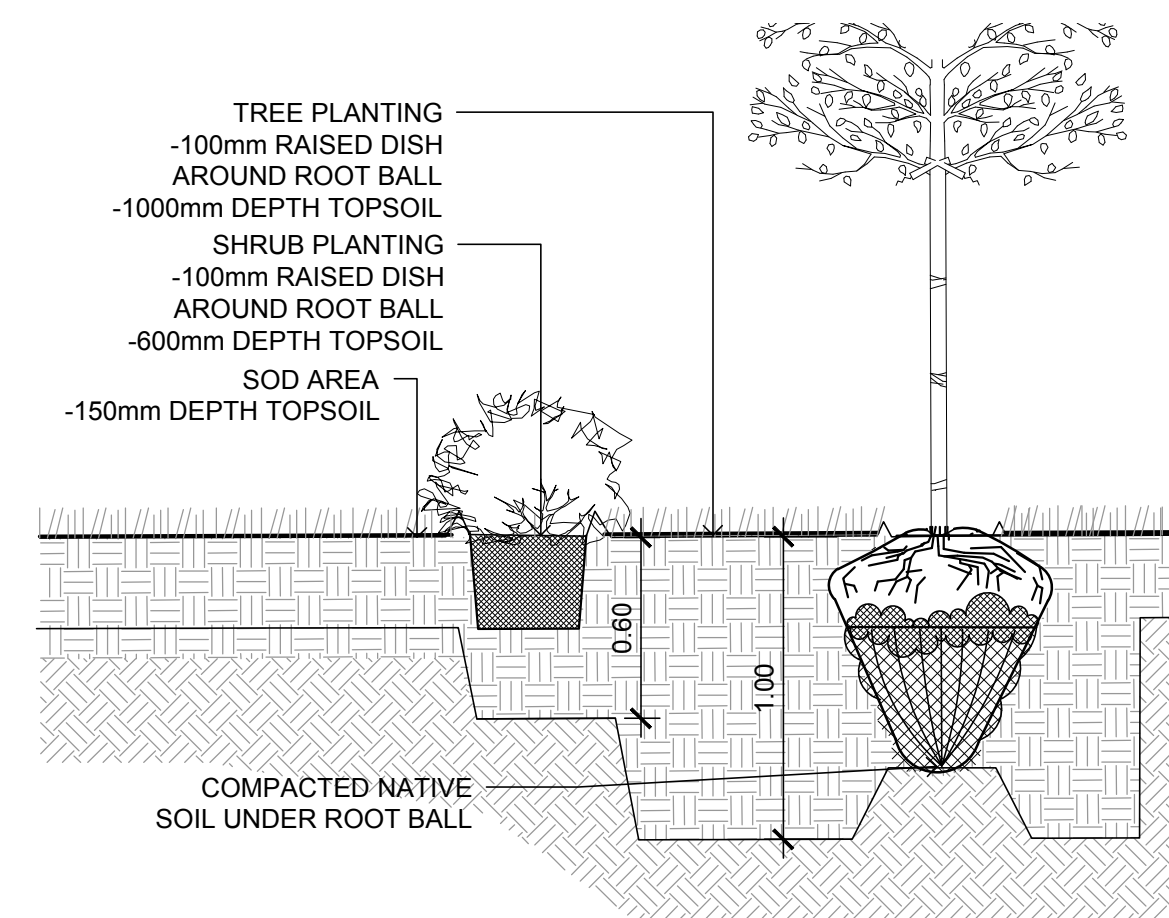 TREE PLANTING
-100mm RAISED DISH
AROUND ROOT BALL
-1000mm DEPTH TOPSOIL
SHRUB PLANTING
-100mm RAISED DISH
AROUND ROOT BALL
-600mm DEPTH TOPSOIL
SOD AREA
-150mm DEPTH TOPSOIL
0.60
1.00
COMPACTED NATIVE
SOIL UNDER ROOT BALL